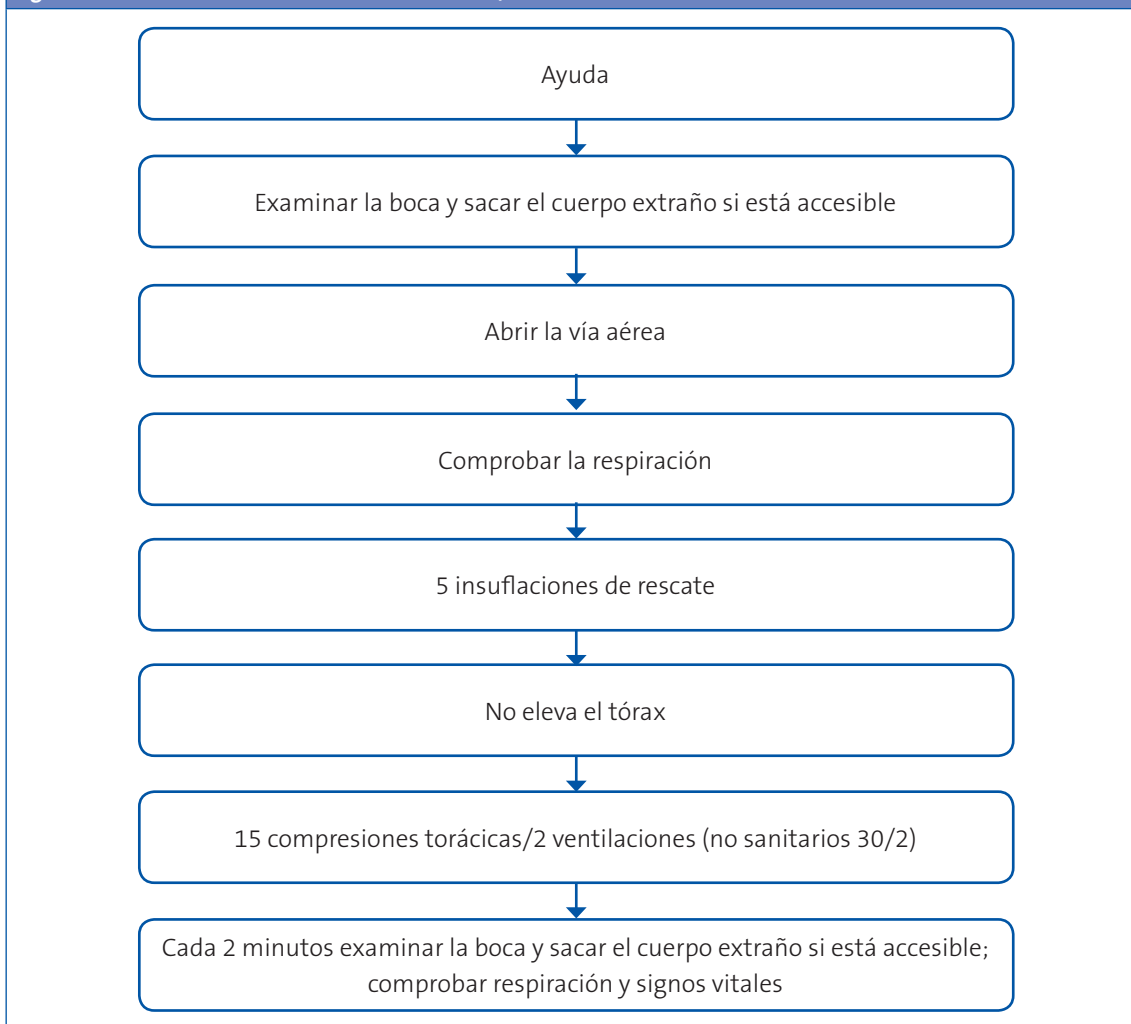 Ayuda
Examinar la boca y sacar el cuerpo extraño si está accesible
Abrir la vía aérea
Comprobar la respiración
5 insuflaciones de rescate
No eleva el tórax
15 compresiones torácicas/2 ventilaciones (no sanitarios 30/2)
Cada 2 minutos examinar la boca y sacar el cuerpo extraño si está accesible;
comprobar respiración y signos vitales